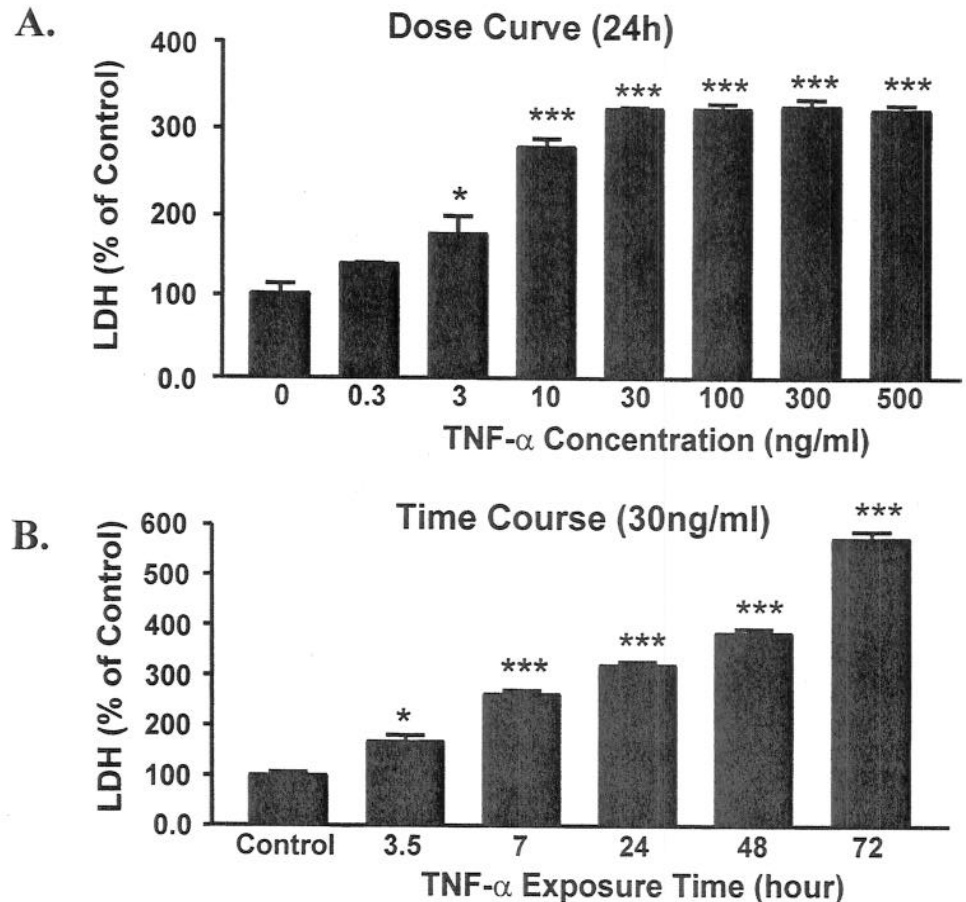 A.
Dose Curve (24h)
LDH (% of Control)
400
300
200
100
0.0
*
***
***
***
***
***
0 0.3 3 10 30 100 300 500
TNF-α Concentration (ng/ml)
B.
Time Course (30ng/ml)
LDH (% of Control)
600
500
400
300
200
100
0.0
*
***
***
***
***
Control 3.5 7 24 48 72
TNF-α Exposure Time (hour)